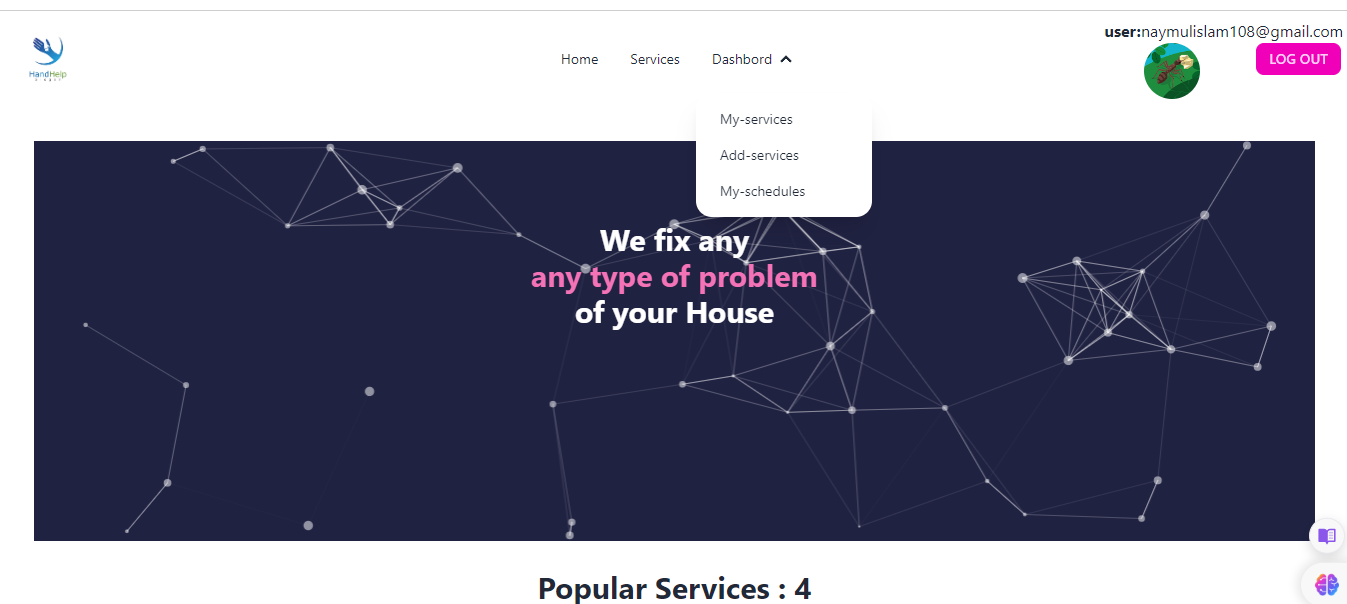 user:naymulislam108@gmail.com
HandHelp
Home Services Dashbord
LOG OUT
My-services
Add-services
My-schedules
We fix any
any type of problem
of your House
Popular Services : 4